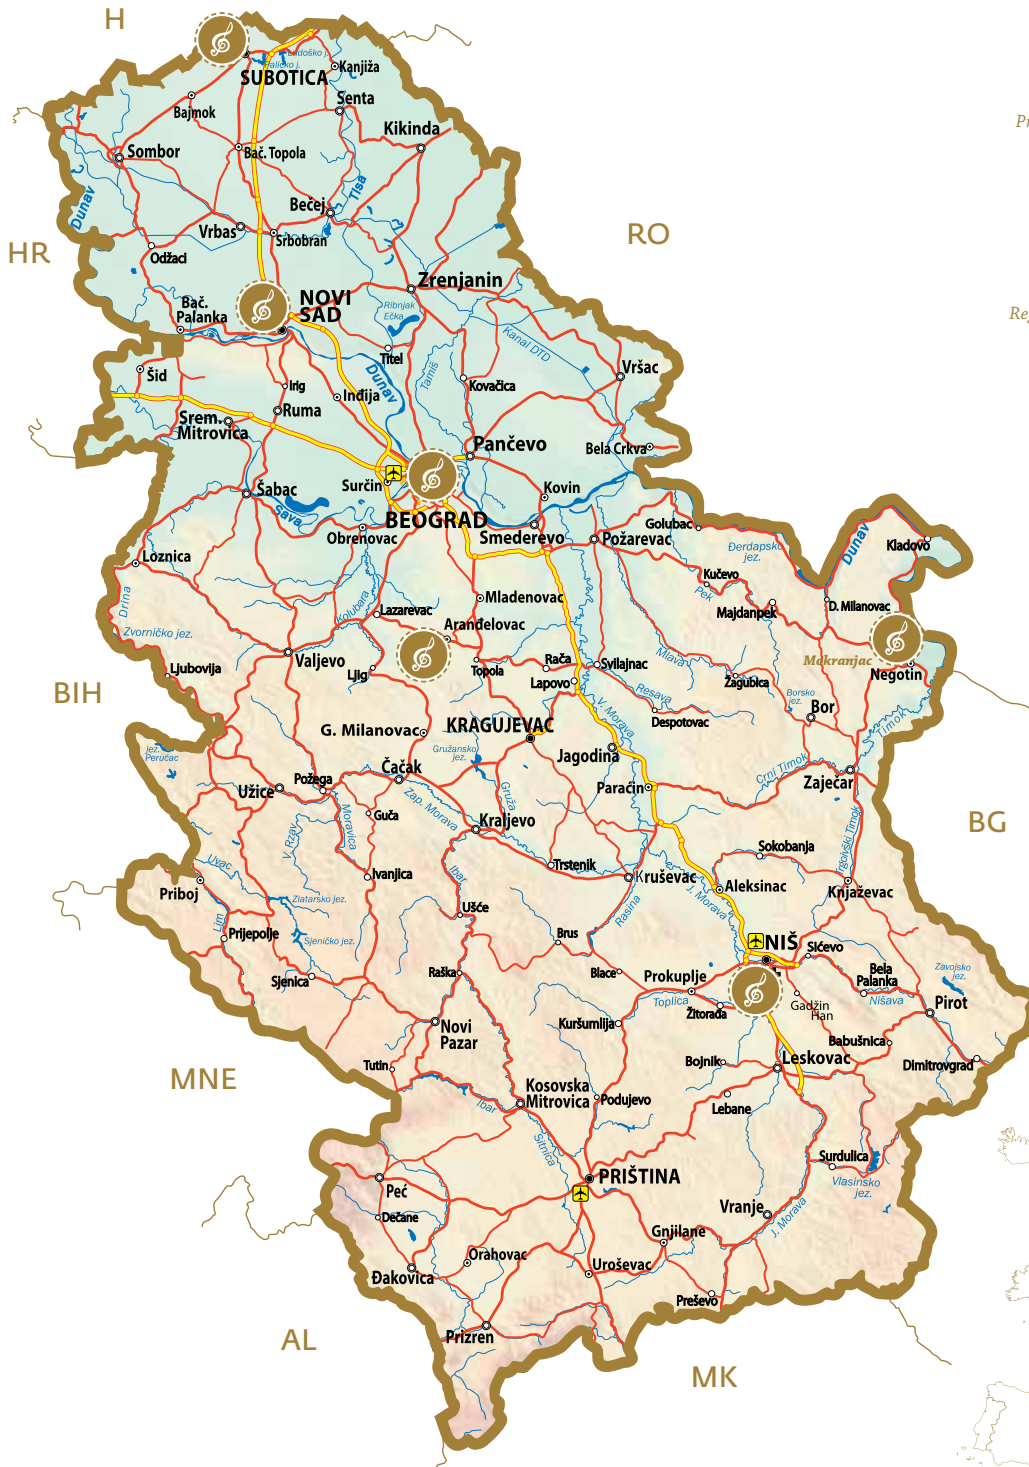 H
Ludoško j.
Palićko j.
Kanjiža
SUBOTICA
Senta
Bajmok
Kikinda
Sombor
Bač. Topola
Tisa
Dunav
Bečej
Vrbas
Srbobran
RO
HR
Odžaci
Zrenjanin
NOVI
SAD
Bač.
Palanka
Ribnjak
Ečka
Kanal DTD
Titel
Tamiš
Vršac
Šid
Dunav
Irig
Inđija
Kovačica
Ruma
Srem.
Mitrovica
Pančevo
Bela Crkva
Surčin
Šabac
Kovin
Sava
BEOGRAD
Obrenovac
Smederevo
Požarevac
Golubac
Dunav
Kladovo
Đerdapsko
jez.
Loznica
Kučevo
Pek
Drina
Kolubara
Lazarevac
Mladenovac
Majdanpek
D. Milanovac
Zvorničko jez.
Aranđelovac
Valjevo
Mlava
Mokranjac
Negotin
Ljubovija
Ljig
Topola
Rača
Svilajnac
Lapovo
Resava
Žagubica
Borsko
jez.
BIH
V. Morava
Despotovac
Bor
Timok
KRAGUJEVAC
G. Milanovac
Gružansko
jez.
Jagodina
jez.
Perućac
Čačak
Crni Timok
Zaječar
Užice
Požega
Zap. Morava
Gruža
Paraćin
Guča
Moravica
V. Rzav
Kraljevo
BG
Trgoviški Timok
Sokobanja
Uvac
Trstenik
Ibar
Priboj
Ivanjica
Kruševac
Aleksinac
Knjaževac
J. Morava
Zlatarsko jez.
Rasina
Lim
Ušće
Prijepolje
Sjeničko jez.
Brus
NIŠ
Sićevo
Sjenica
Raška
Blace
Prokuplje
Bela
Palanka
Zavojsko
jez.
Toplica
Nišava
Pirot
Žitorađa
Gadžin
Han
Novi
Pazar
Kuršumlija
Babušnica
Tutin
Bojnik
Leskovac
Dimitrovgrad
MNE
Kosovska
Mitrovica
Ibar
Podujevo
Lebane
Sitnica
Surdulica
Vlasinsko
jez.
PRIŠTINA
Peć
Dečane
Vranje
J. Morava
Gnjilane
Orahovac
Uroševac
Đakovica
Preševo
Prizren
AL
MK